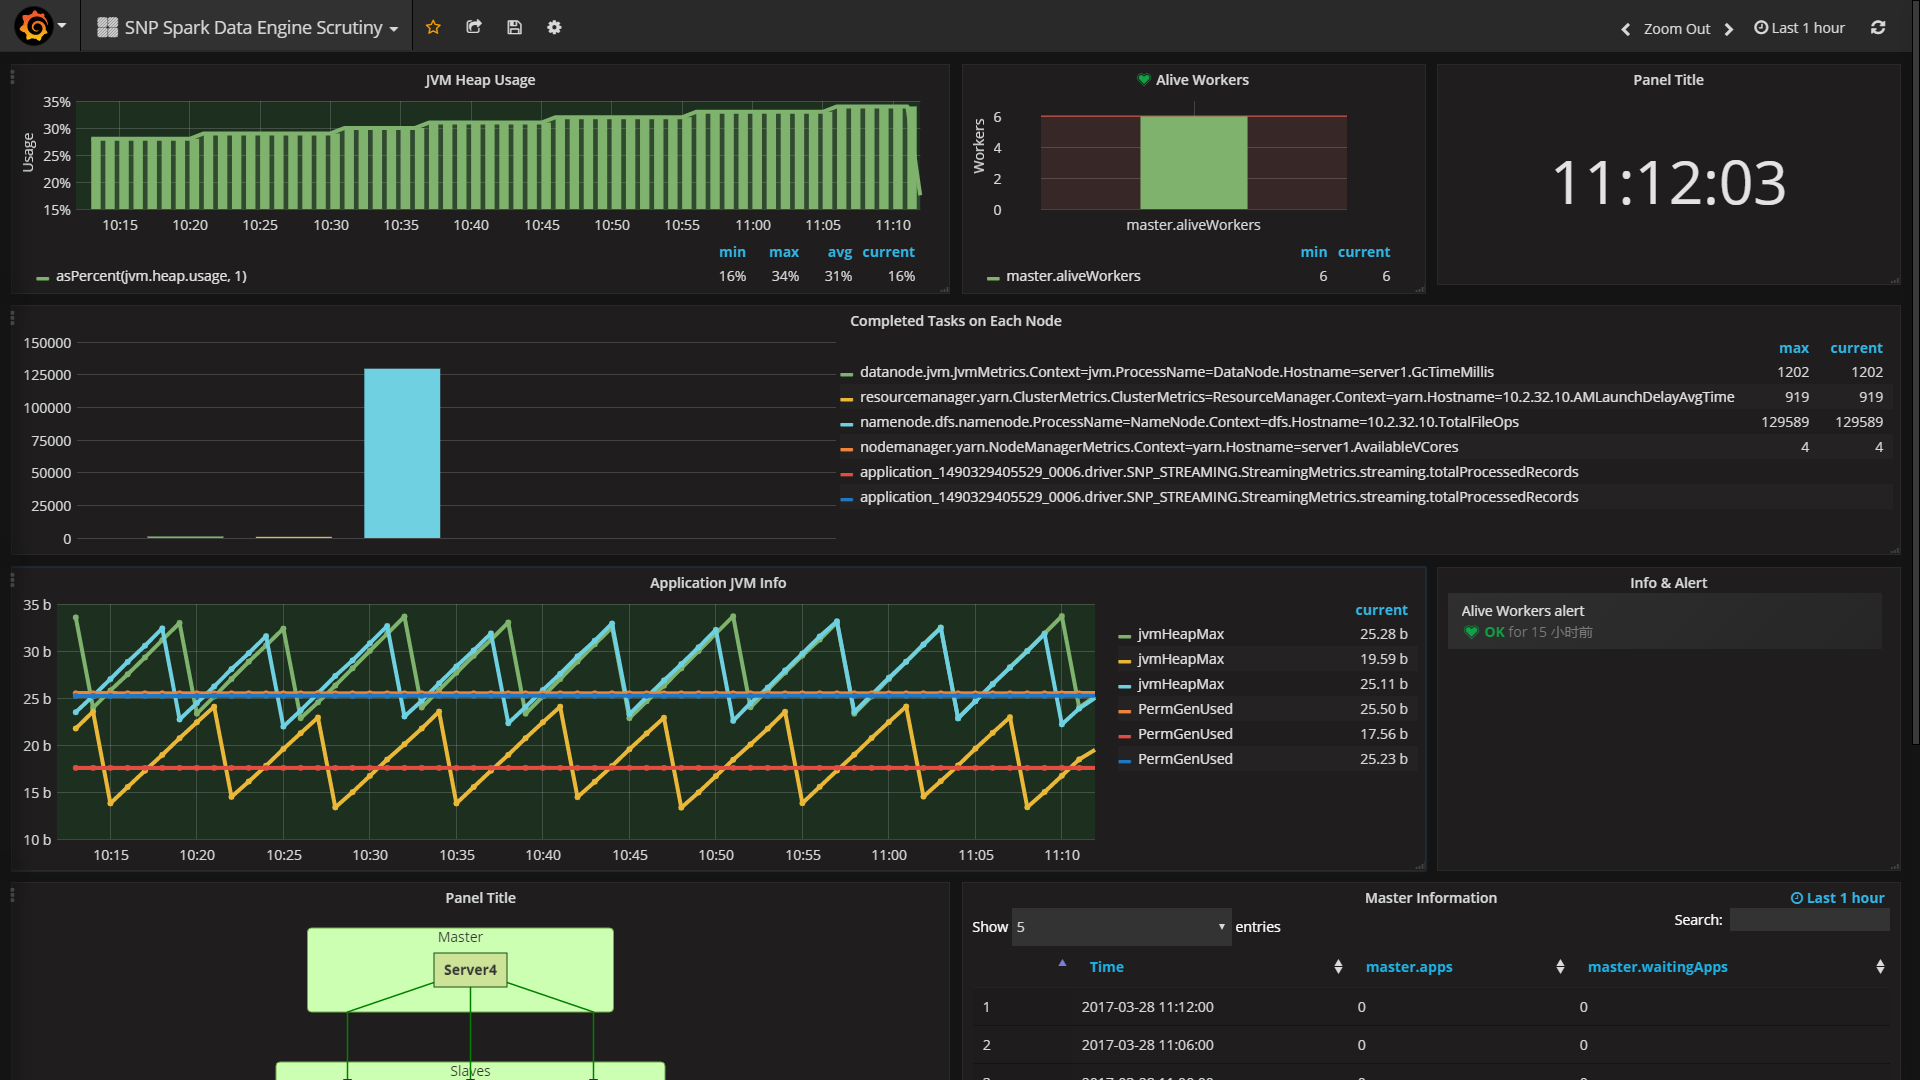 SNP Spark Data Engine Scrutiny
Zoom Out
Last 1 hour
JVM Heap Usage
Usage
35%
30%
25%
20%
15%
10:15 10:20 10:25 10:30 10:35 10:40 10:45 10:50 10:55 11:00 11:05 11:10
min max avg current
asPercent(jvm.heap.usage, 1) 16% 34% 31% 16%
Alive Workers
Workers
6
4
2
0
master.aliveWorkers
min current
master.aliveWorkers 6 6
Panel Title
11:12:03
Completed Tasks on Each Node
150000
125000
100000
75000
50000
25000
0
max current
datanode.jvm.JvmMetrics.Context=jvm.ProcessName=DataNode.Hostname=server1.GcTimeMillis 1202 1202
resourcemanager.yarn.ClusterMetrics.ClusterMetrics=ResourceManager.Context=yarn.Hostname=10.2.32.10.AMLaunchDelayAvgTime 919 919
namenode.dfs.namenode.ProcessName=NameNode.Context=dfs.Hostname=10.2.32.10.TotalFileOps 129589 129589
nodemanager.yarn.NodeManagerMetrics.Context=yarn.Hostname=server1.AvailableVCores 4 4
application_1490329405529_0006.driver.SNP_STREAMING.StreamingMetrics.streaming.totalProcessedRecords
application_1490329405529_0006.driver.SNP_STREAMING.StreamingMetrics.streaming.totalProcessedRecords
Application JVM Info
35 b
30 b
25 b
20 b
15 b
10 b
10:15 10:20 10:25 10:30 10:35 10:40 10:45 10:50 10:55 11:00 11:05 11:10
current
jvmHeapMax 25.28 b
jvmHeapMax 19.59 b
jvmHeapMax 25.11 b
PermGenUsed 25.50 b
PermGenUsed 17.56 b
PermGenUsed 25.23 b
Info & Alert
Alive Workers alert
OK for 15 小时前
Panel Title
Master
Server4
Slaves
Master Information
Last 1 hour
Show 5 entries
Search:
Time master.apps master.waitingApps
1 2017-03-28 11:12:00 0 0
2 2017-03-28 11:06:00 0 0